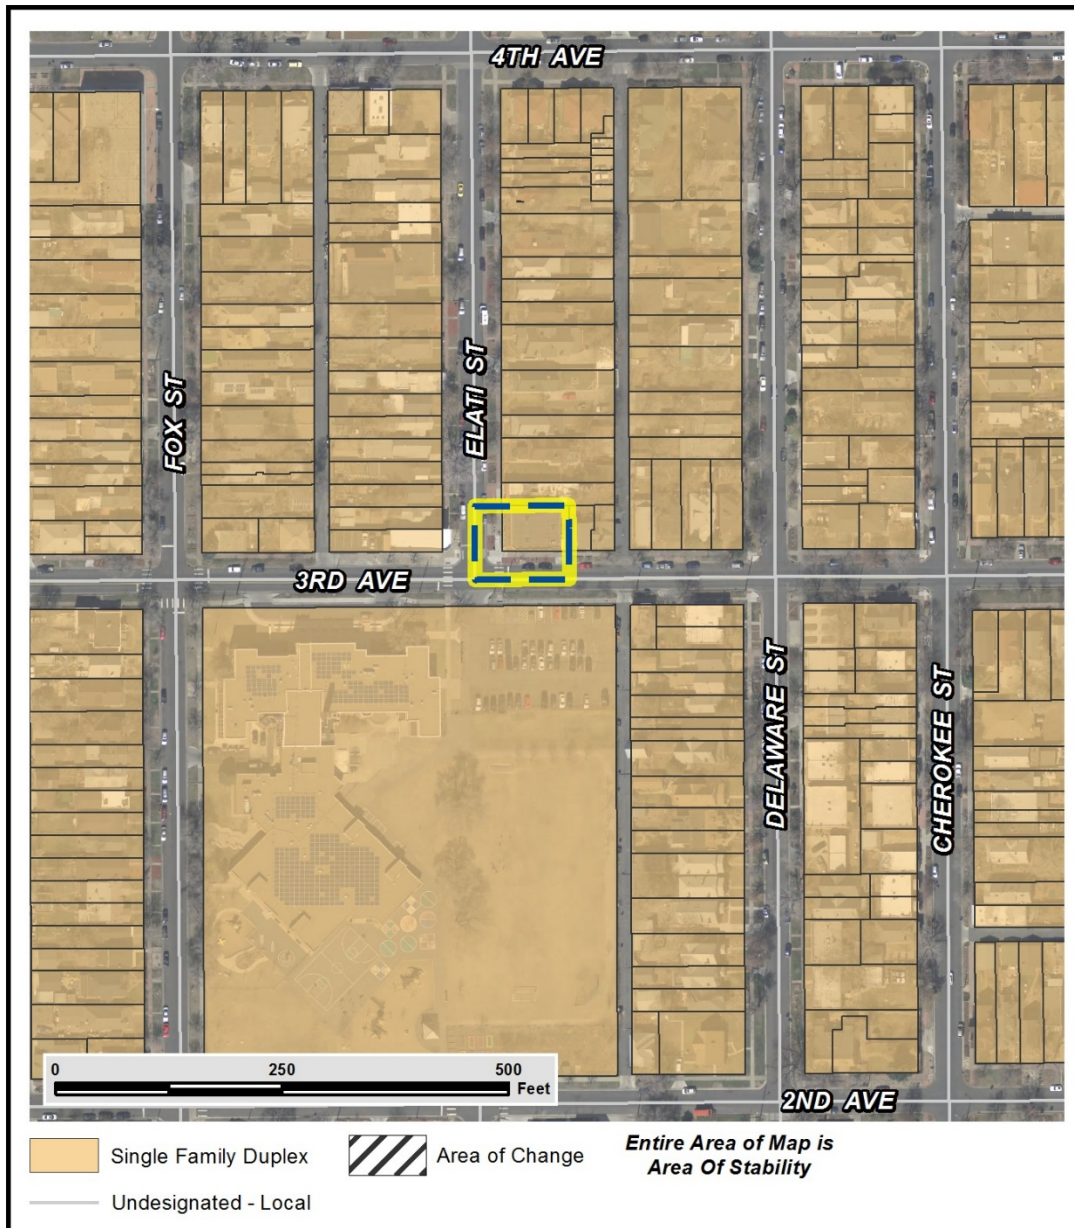 4TH AVE
FOX ST
ELATI ST
3RD AVE
DELAWARE ST
CHEROKEE ST
0 250 500
Feet
2ND AVE
Single Family Duplex
Area of Change
Entire Area of Map is
Area Of Stability
Undesignated - Local